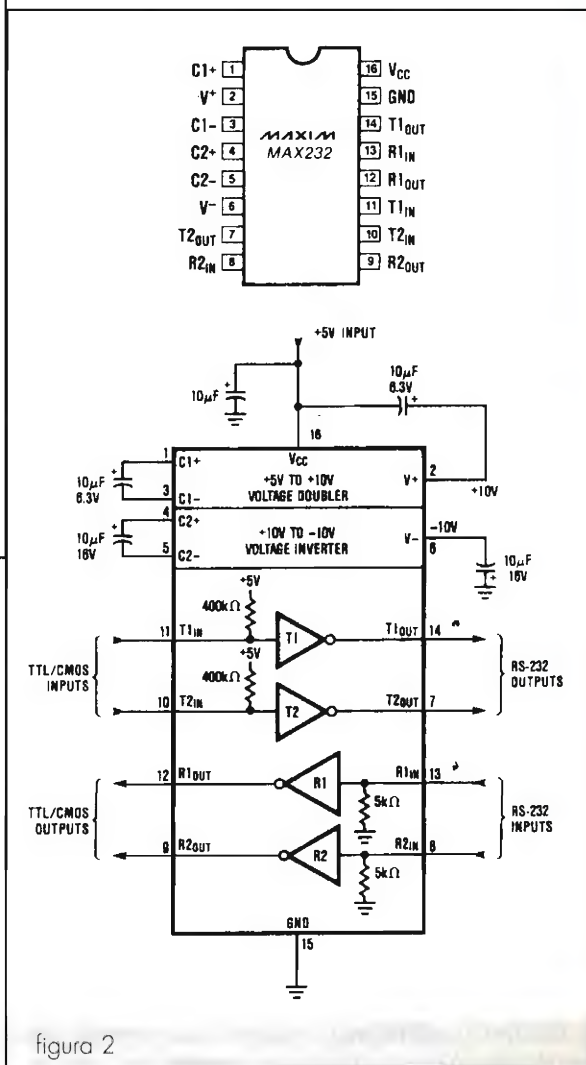 C1+ 1 16 VCC
V+ 2 15 GND
C1- 3 14 T1OUT
C2+ 4 MAXIM 13 R1IN
C2- 5 MAX232 12 R1OUT
V- 6 11 T1IN
T2OUT 7 10 T2IN
R2IN 8 9 R2OUT
+5V INPUT
10µF
10µF
6.3V
+
+
16
VCC
1 C1+
+5V TO +10V
VOLTAGE DOUBLER
V+ 2
+10V
10µF
6.3V
+
3 C1-
4 C2+
+10V TO -10V
VOLTAGE INVERTER
-10V
V- 6
10µF
16V
+
5 C2-
10µF
16V
+
+5V
400kΩ
11 T1IN T1 T1OUT 14
+5V
400kΩ
TTL/CMOS
INPUTS
RS-232
OUTPUTS
10 T2IN T2 T2OUT 7
12 R1OUT R1 R1IN 13
5kΩ
TTL/CMOS
OUTPUTS
RS-232
INPUTS
9 R2OUT R2 R2IN 8
5kΩ
GND
15
figura 2